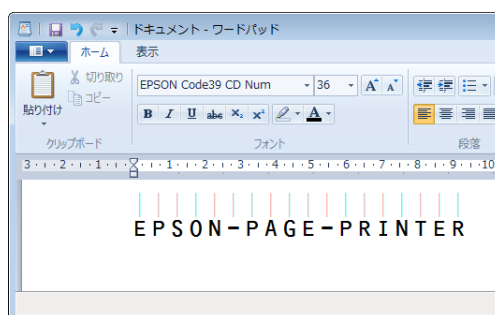 ドキュメント - ワードパッド
ホーム 表示
切り取り
コピー
貼り付け
EPSON Code39 CD Num 36 A A
B I U abc X₂ X² A
クリップボード フォント 段落
3 2 1 1 2 3 4 5 6 7 8 9 10
EPSON-PAGE-PRINTER